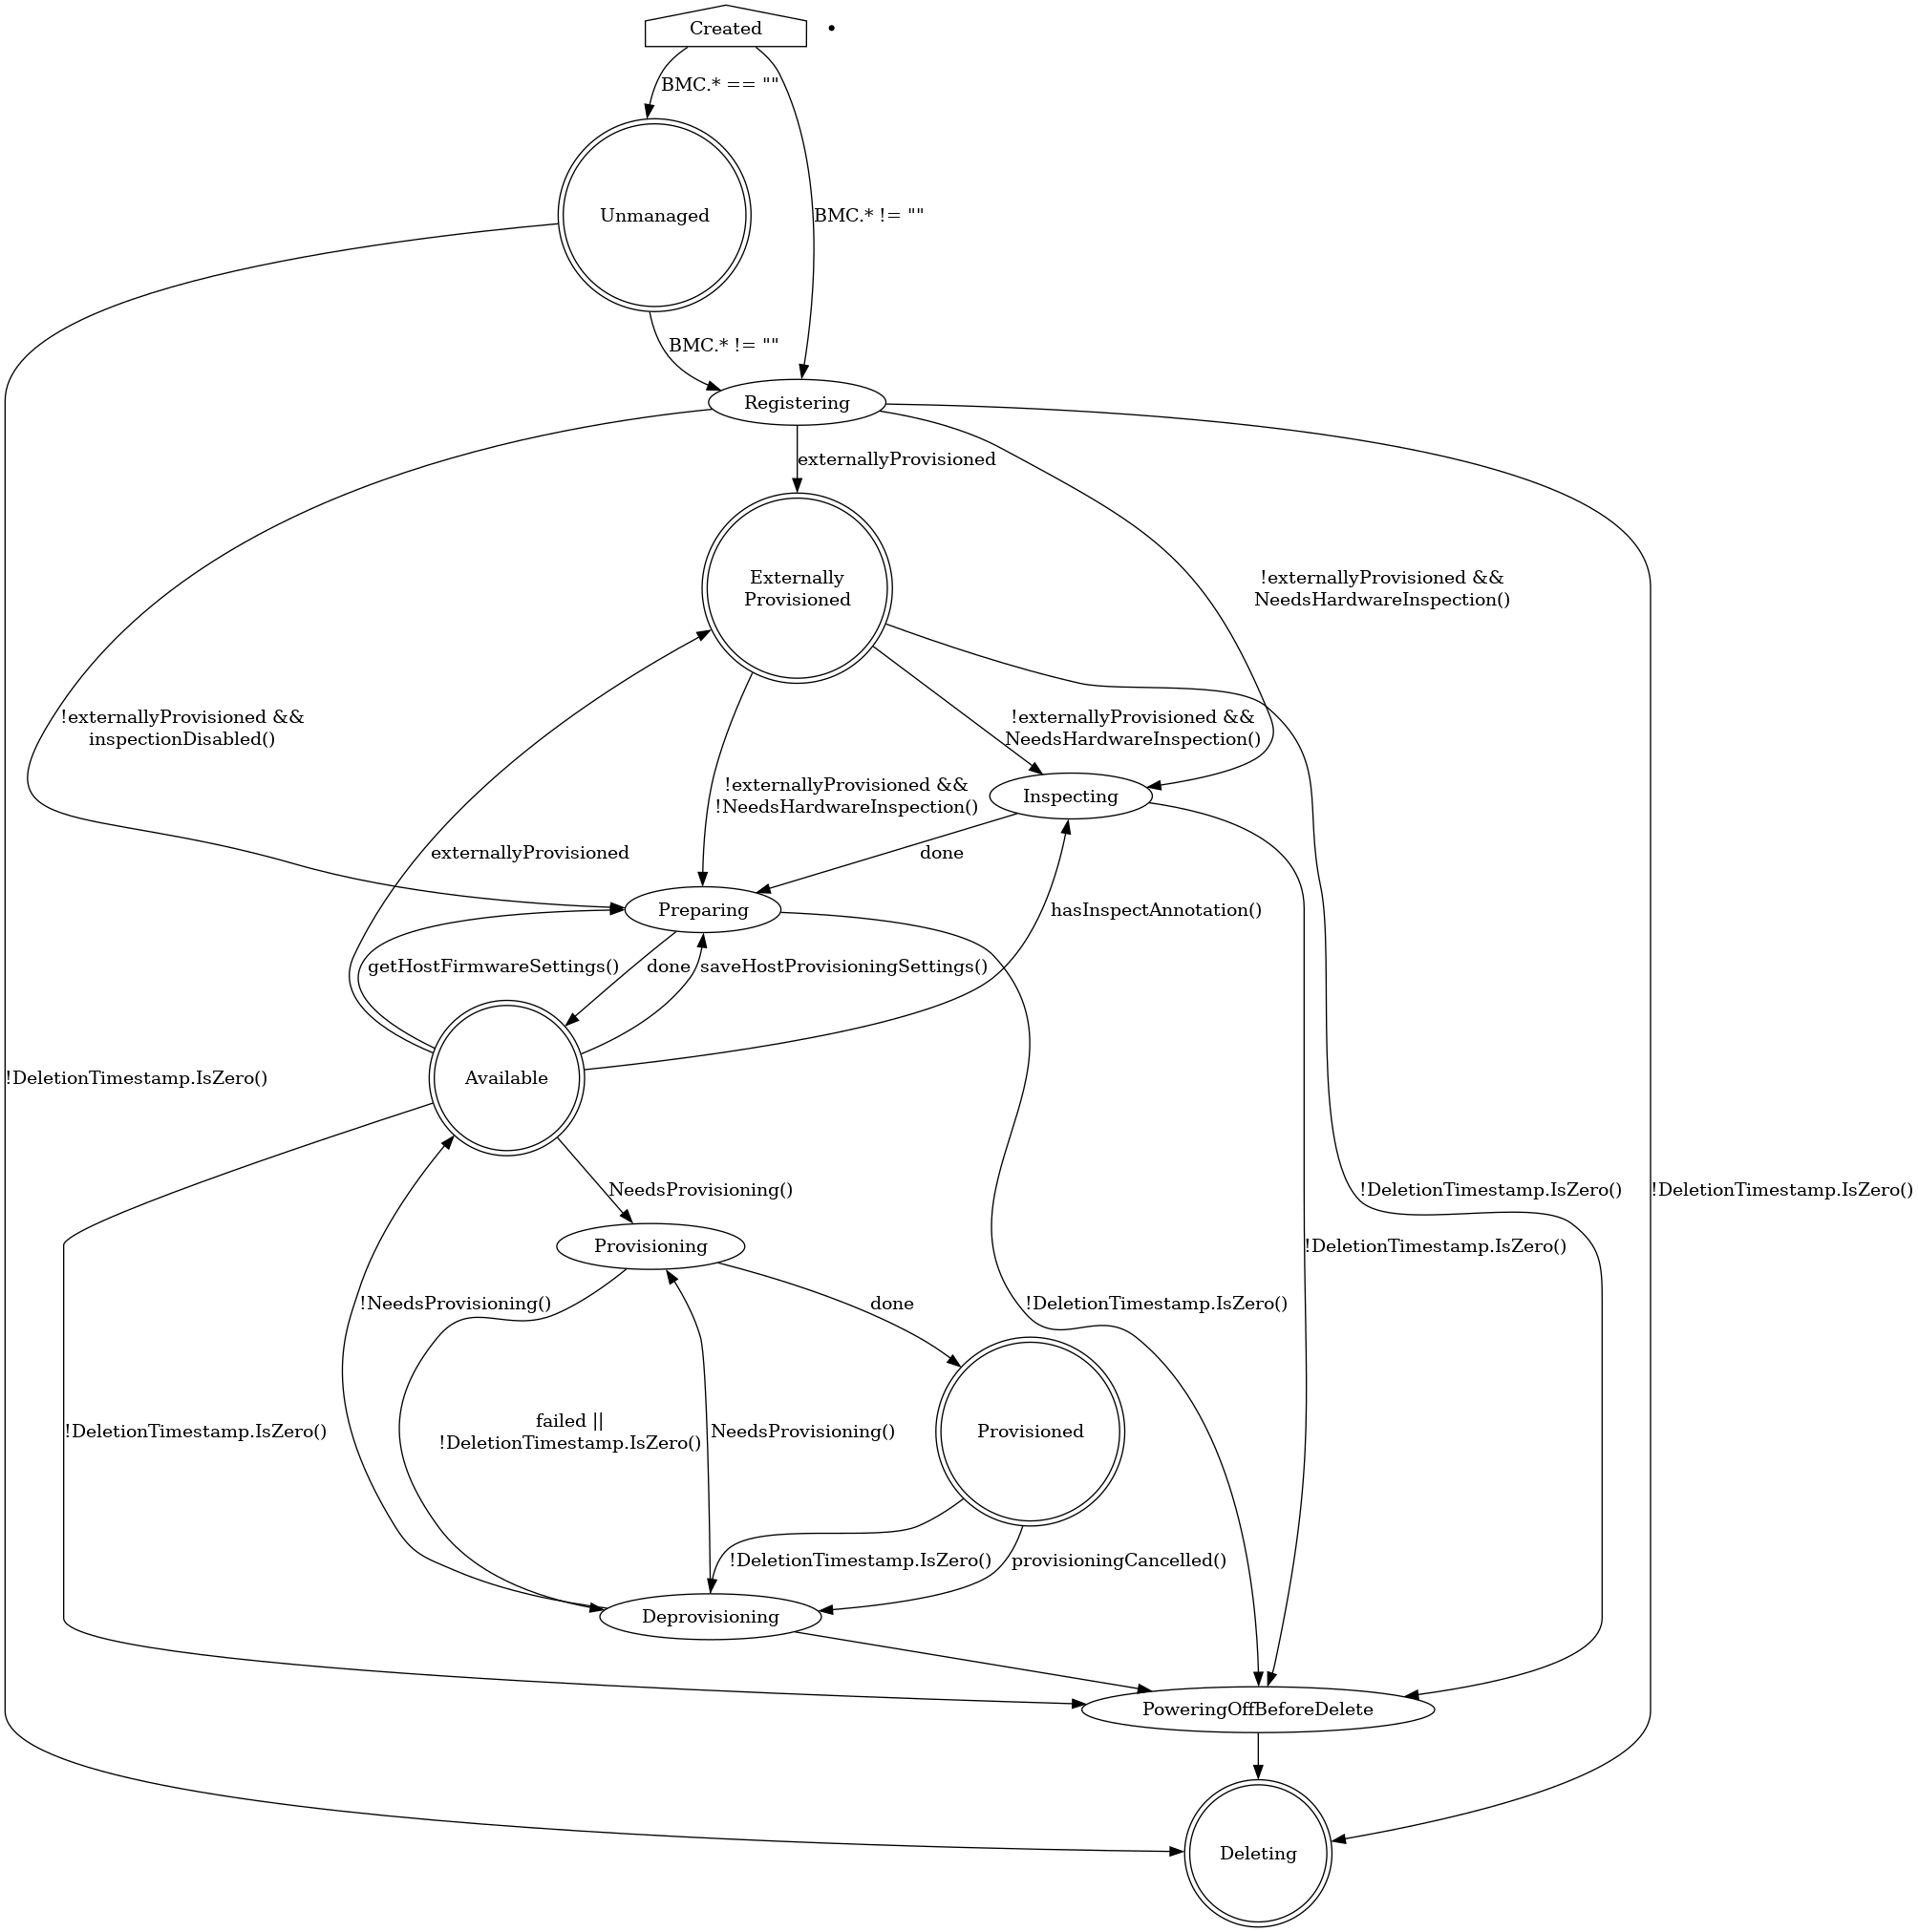 Created
BMC.* == ""
Unmanaged
BMC.* != ""
BMC.* != ""
Registering
externallyProvisioned
Externally
Provisioned
!externallyProvisioned &&
NeedsHardwareInspection()
!externallyProvisioned &&
inspectionDisabled()
!externallyProvisioned &&
NeedsHardwareInspection()
!externallyProvisioned &&
!NeedsHardwareInspection()
Inspecting
externallyProvisioned
done
Preparing
hasInspectAnnotation()
getHostFirmwareSettings()
done
saveHostProvisioningSettings()
!DeletionTimestamp.IsZero()
Available
NeedsProvisioning()
!DeletionTimestamp.IsZero()
!DeletionTimestamp.IsZero()
Provisioning
!DeletionTimestamp.IsZero()
!NeedsProvisioning()
done
!DeletionTimestamp.IsZero()
!DeletionTimestamp.IsZero()
failed ||
!DeletionTimestamp.IsZero()
NeedsProvisioning()
Provisioned
!DeletionTimestamp.IsZero()
provisioningCancelled()
Deprovisioning
PoweringOffBeforeDelete
Deleting